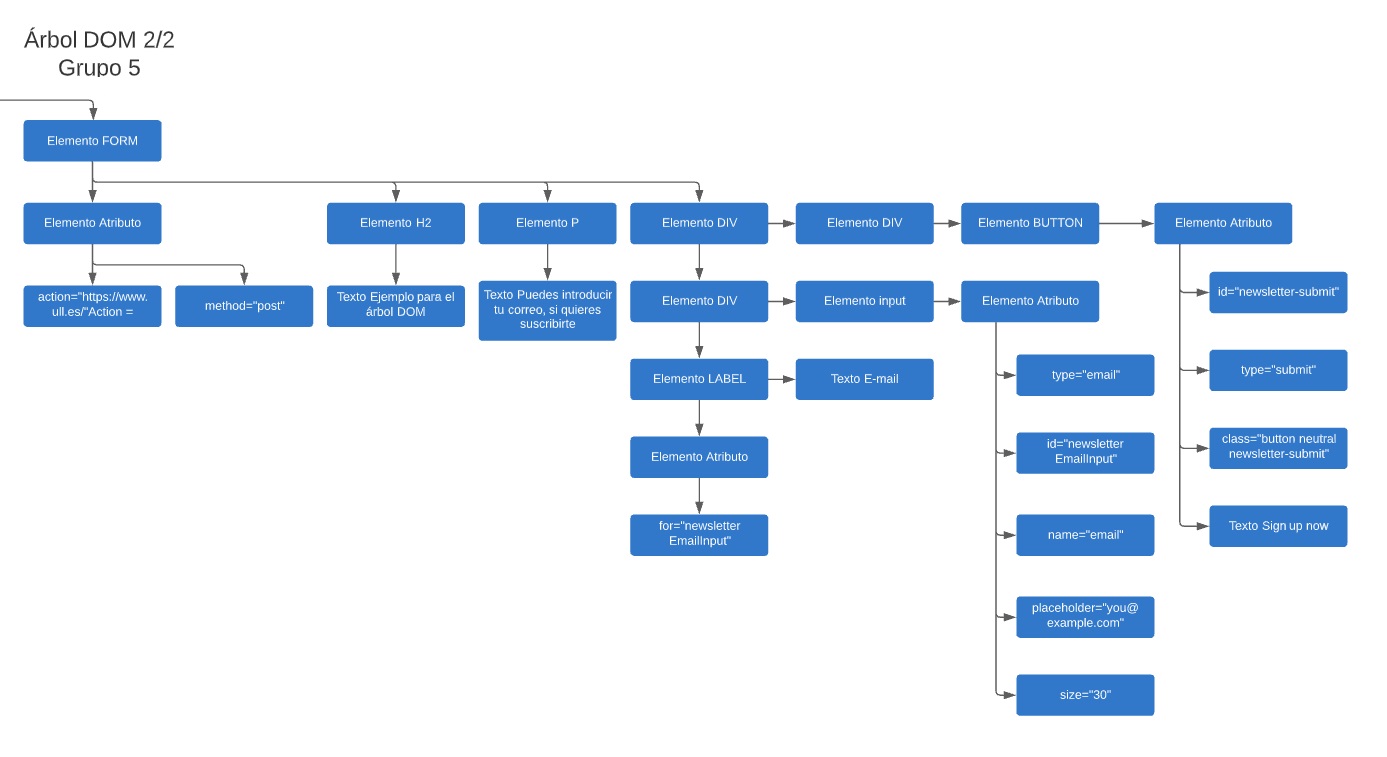 Árbol DOM 2/2
Grupo 5
Elemento FORM
Elemento Atributo
Elemento H2
Elemento P
Elemento DIV
Elemento DIV
Elemento BUTTON
Elemento Atributo
action="https://www.
ull.es/"Action =
method="post"
Texto Ejemplo para el
árbol DOM
Texto Puedes introducir
tu correo, si quieres
suscribirte
Elemento DIV
Elemento input
Elemento Atributo
id="newsletter-submit"
Elemento LABEL
Texto E-mail
type="email"
type="submit"
Elemento Atributo
id="newsletter
EmailInput"
class="button neutral
newsletter-submit"
for="newsletter
EmailInput"
name="email"
Texto Sign up now
placeholder="you@
example.com"
size="30"